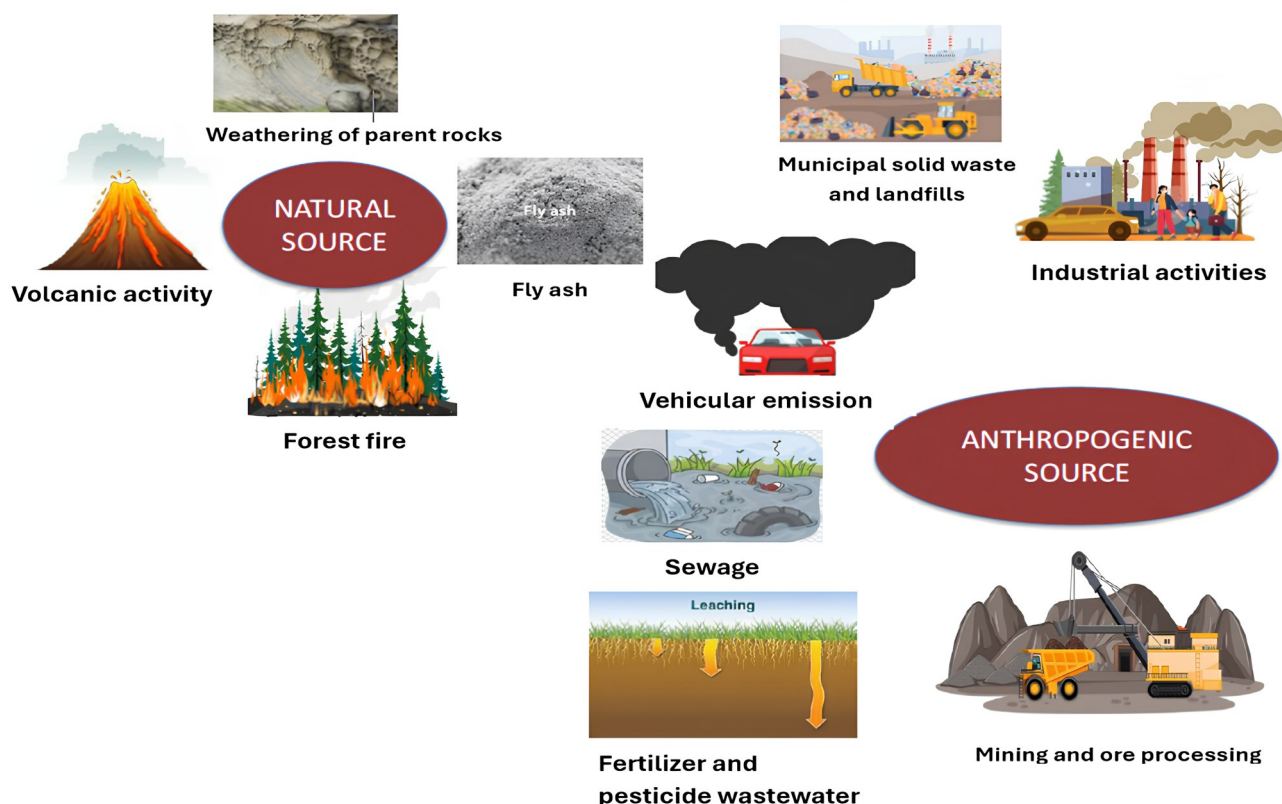 Weathering of parent rocks
NATURAL
SOURCE
Volcanic activity
Fly ash
Fly ash
Forest fire
Municipal solid waste
and landfills
Industrial activities
Vehicular emission
ANTHROPOGENIC
SOURCE
Sewage
Leaching
Fertilizer and
pesticide wastewater
Mining and ore processing